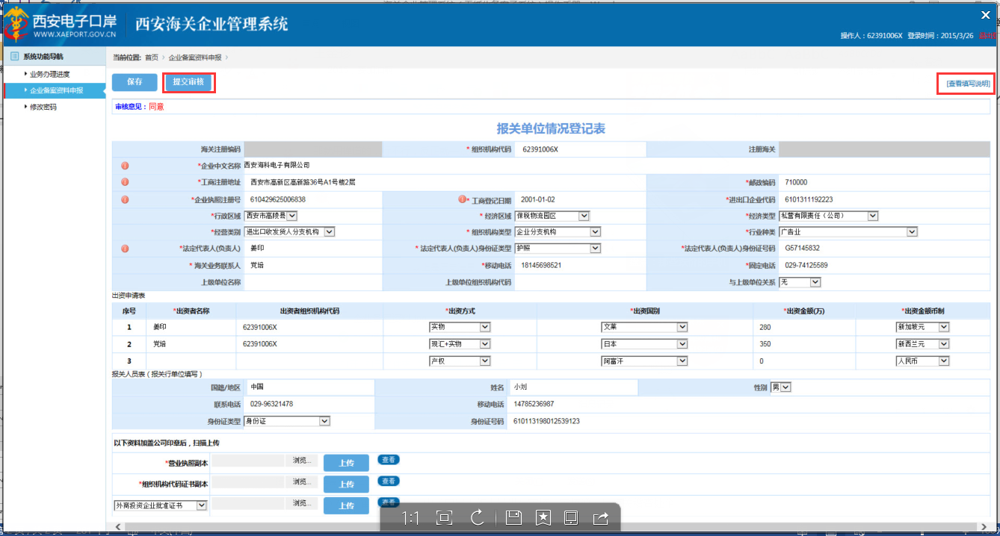 西安电子口岸
WWW.XAEPORT.GOV.CN
西安海关企业管理系统
操作人：62391006X 登录时间：2015/3/26
系统功能导航
业务办理进度
企业备案资料申报
修改密码
当前位置: 首页 > 企业备案资料申报 >
保存 提交审核 [查看填写说明]
审核意见：同意
报关单位情况登记表
海关注册编码 *组织机构代码 62391006X 注册海关
*企业中文名称 西安海科电子有限公司
*工商注册地址 西安市高新区高新路36号A1号楼2层 *邮政编码 710000
*企业执照注册号 610429625006838 *工商登记日期 2001-01-02 *进出口企业代码 6101311192223
*行政区域 西安市高陵县 *经济区域 保税物流园区 *经济类型 私营有限责任（公司）
*经营类别 进出口收发货人分支机构 *组织机构类型 企业分支机构 *行业种类 广告业
*法定代表人(负责人) 姜印 *法定代表人(负责人)身份证类型 护照 *法定代表人(负责人)身份证号码 G57145832
*海关业务联系人 党培 *移动电话 18145698521 *固定电话 029-74125589
上级单位名称 上级单位组织机构代码 与上级单位关系 无
出资申请表
序号 *出资者名称 出资者组织机构代码 *出资方式 *出资国别 *出资金额(万) *出资金额币制
1 姜印 62391006X 实物 文莱 280 新加坡元
2 党培 62391006X 现汇+实物 日本 350 新西兰元
3 产权 阿富汗 0 人民币
报关人员表（报关行单位填写）
国籍/地区 中国 姓名 小刘 性别 男
联系电话 029-96321478 移动电话 14785236987
身份证类型 身份证 身份证号码 610113198012539123
以下资料加盖公司印章后，扫描上传
*营业执照副本 浏览... 上传 查看
*组织机构代码证书副本 浏览... 上传 查看
外商投资企业批准证书 浏览... 上传 查看
1:1